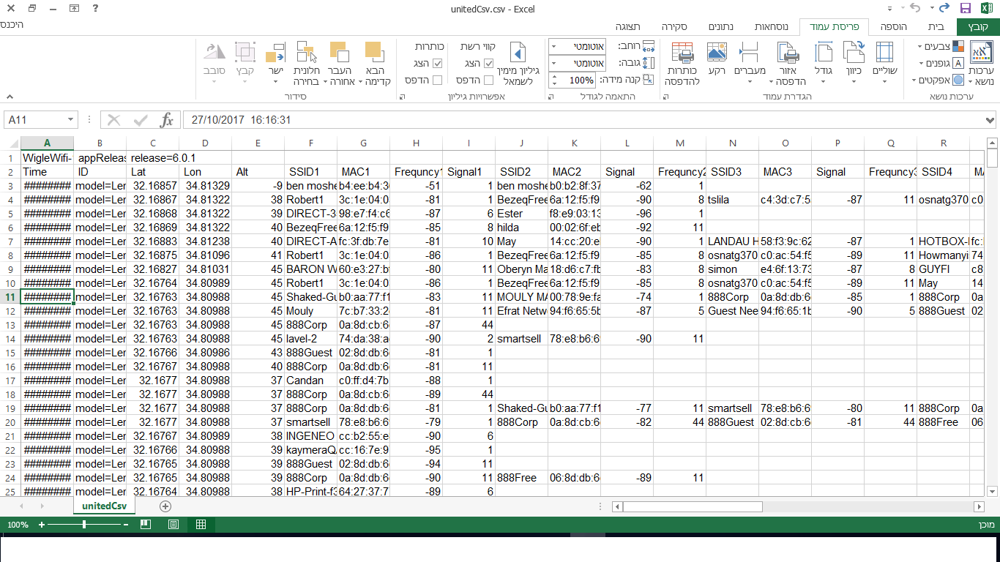 unitedCsv.csv - Excel
קובץ בית הוספה פריסת עמוד נוסחאות נתונים סקירה תצוגה היכנס
ערכות נושא צבעים גופנים אפקטים
ערכות נושא
שוליים כיוון גודל אזור הדפסה מעברים רקע כותרות להדפסה
הגדרת עמוד
רוחב: אוטומטי
גובה: אוטומטי
קנה מידה: 100%
התאמה לגודל
גיליון מימין לשמאל קווי רשת הצג הדפס כותרות הצג הדפס
אפשרויות גיליון
הבא קדימה העבר אחורה חלונית בחירה ישר קבץ סובב
סידור
A11 fx 27/10/2017 16:16:31
A B C D E F G H I J K L M N O P Q R
1 WigleWifi- appReleas release=6.0.1
2 Time ID Lat Lon Alt SSID1 MAC1 Frequncy1 Signal1 SSID2 MAC2 Signal Frequncy2 SSID3 MAC3 Signal Frequncy3 SSID4 MA
3 ######## model=Ler 32.16857 34.81329 -9 ben moshe b4:ee:b4:3 -51 1 ben moshe b0:b2:8f:37 -62 1
4 ######## model=Ler 32.16867 34.81322 38 Robert1 3c:1e:04:0 -81 1 BezeqFree 6a:12:f5:f9 -90 8 tslila c4:3d:c7:5 -87 11 osnatg370 c0
5 ######## model=Ler 32.16868 34.81322 39 DIRECT-3 98:e7:f4:c6 -87 6 Ester f8:e9:03:13 -96 1
6 ######## model=Ler 32.16869 34.81322 40 BezeqFree 6a:12:f5:f9 -85 8 hilda 00:02:6f:eb -92 11
7 ######## model=Ler 32.16883 34.81238 40 DIRECT-A fc:3f:db:7e -81 10 May 14:cc:20:e -90 1 LANDAU H 58:f3:9c:62 -87 1 HOTBOX- fc:
8 ######## model=Ler 32.16875 34.81096 41 Robert1 3c:1e:04:0 -86 1 BezeqFree 6a:12:f5:f9 -85 8 osnatg370 c0:ac:54:f5 -89 11 Howmanyi 74
9 ######## model=Ler 32.16827 34.81031 45 BARON W 60:e3:27:b -80 11 Oberyn Ma 18:d6:c7:fb -83 8 simon e4:6f:13:73 -87 8 GUYFI c8
10 ######## model=Ler 32.16764 34.80989 45 Robert1 3c:1e:04:0 -86 1 BezeqFree 6a:12:f5:f9 -85 8 osnatg370 c0:ac:54:f5 -89 11 May 14
11 ######## model=Ler 32.16763 34.80988 45 Shaked-Gu b0:aa:77:f1 -83 11 MOULY MA 00:78:9e:fa -74 1 888Corp 0a:8d:db:6 -85 1 888Corp 0a
12 ######## model=Ler 32.16763 34.80988 45 Mouly 7c:b7:33:2 -81 11 Efrat Netw 94:f6:65:5b -87 5 Guest Nee 94:f6:65:1b -90 5 888Guest 02
13 ######## model=Ler 32.16763 34.80988 45 888Corp 0a:8d:cb:6 -87 44
14 ######## model=Ler 32.16763 34.80988 45 lavel-2 74:da:38:a -90 2 smartsell 78:e8:b6:6 -90 11
15 ######## model=Ler 32.16766 34.80986 43 888Guest 02:8d:db:6 -81 1
16 ######## model=Ler 32.16767 34.80988 40 888Corp 0a:8d:db:6 -81 11
17 ######## model=Ler 32.1677 34.80988 37 Candan c0:ff:d4:7b -88 1
18 ######## model=Ler 32.1677 34.80988 37 888Corp 0a:8d:cb:6 -89 44
19 ######## model=Ler 32.1677 34.80988 37 888Corp 0a:8d:db:6 -81 1 Shaked-Gu b0:aa:77:f1 -77 11 smartsell 78:e8:b6:6 -80 11 888Corp 0a
20 ######## model=Ler 32.1677 34.80988 37 smartsell 78:e8:b6:6 -79 1 888Corp 0a:8d:cb:6 -82 44 888Guest 02:8d:cb:6 -81 44 888Free 06
21 ######## model=Ler 32.16767 34.80989 38 INGENEO cc:b2:55:e -90 6
22 ######## model=Ler 32.16766 34.80988 39 kaymeraQ cc:16:7e:9 -95 1
23 ######## model=Ler 32.16765 34.80988 39 888Guest 02:8d:db:6 -94 11
24 ######## model=Ler 32.16765 34.80988 39 888Corp 0a:8d:db:6 -90 11 888Free 06:8d:db:6 -89 11
25 ######## model=Ler 32.16764 34.80988 38 HP-Print-f3 64:27:37:7 -89 6
unitedCsv
100% מוכן